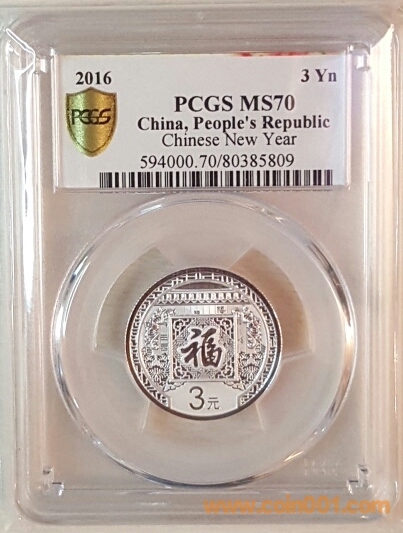 2016 3 Yn
PCGS
PCGS MS70
China, People's Republic
Chinese New Year
594000.70/80385809
福
3元
www.coin001.com